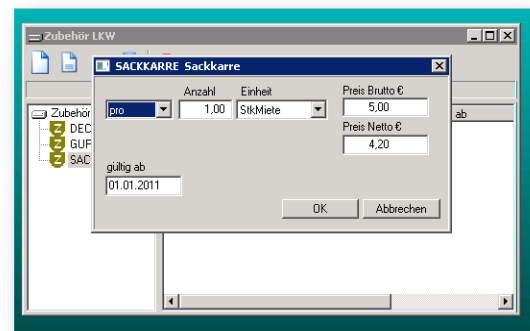 Zubehör LKW
SACKKARRE Sackkarre
Anzahl Einheit Preis Brutto €
pro 1,00 StkMiete 5,00
Preis Netto €
4,20
gültig ab
01.01.2011
OK Abbrechen
ab
Zubehör
DEC
GUF
SAC